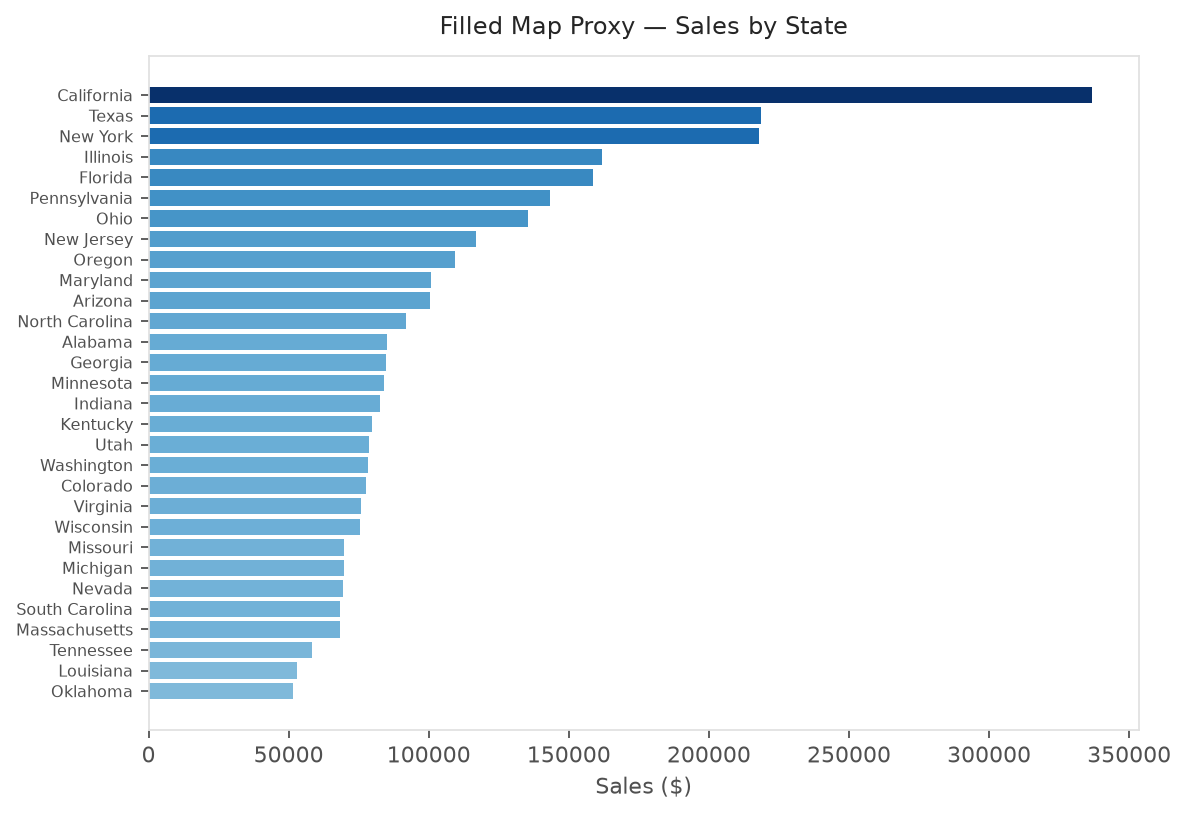 Filled Map Proxy — Sales by State
California
Texas
New York
Illinois
Florida
Pennsylvania
Ohio
New Jersey
Oregon
Maryland
Arizona
North Carolina
Alabama
Georgia
Minnesota
Indiana
Kentucky
Utah
Washington
Colorado
Virginia
Wisconsin
Missouri
Michigan
Nevada
South Carolina
Massachusetts
Tennessee
Louisiana
Oklahoma
0 50000 100000 150000 200000 250000 300000 350000
Sales ($)